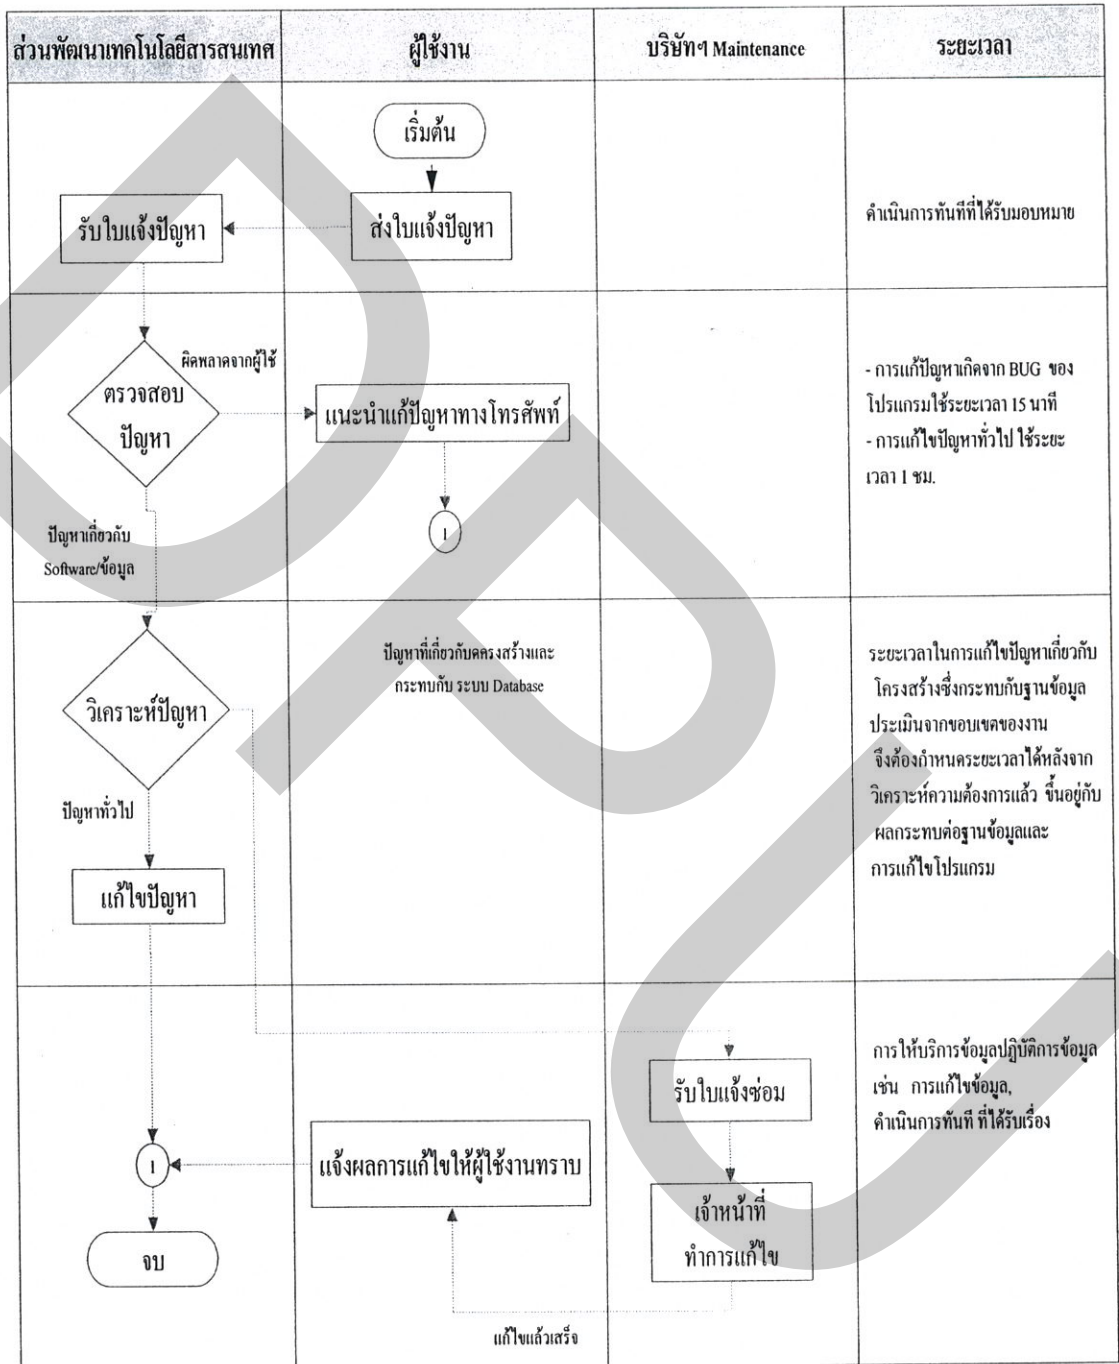 ส่วนพัฒนาเทคโนโลยีสารสนเทศ
ผู้ใช้งาน
บริษัทฯ Maintenance
ระยะเวลา
เริ่มต้น
รับใบแจ้งปัญหา
ส่งใบแจ้งปัญหา
ดำเนินการทันทีที่ได้รับมอบหมาย
ผิดพลาดจากผู้ใช้
ตรวจสอบ
ปัญหา
แนะนำแก้ปัญหาทางโทรศัพท์
- การแก้ปัญหาเกิดจาก BUG ของ
โปรแกรมใช้ระยะเวลา 15 นาที
- การแก้ไขปัญหาทั่วไป ใช้ระยะ
เวลา 1 ชม.
1
ปัญหาเกี่ยวกับ
Software/ข้อมูล
วิเคราะห์ปัญหา
ปัญหาที่เกี่ยวกับคครงสร้างและ
กระทบกับ ระบบ Database
ระยะเวลาในการแก้ไขปัญหาเกี่ยวกับ
โครงสร้างซึ่งกระทบกับฐานข้อมูล
ประเมินจากขอบเขตของงาน
จึงต้องกำหนดระยะเวลาได้หลังจาก
วิเคราะห์ความต้องการแล้ว ขึ้นอยู่กับ
ผลกระทบต่อฐานข้อมูลและ
การแก้ไขโปรแกรม
ปัญหาทั่วไป
แก้ไขปัญหา
รับใบแจ้งซ่อม
การให้บริการข้อมูลปฏิบัติการข้อมูล
เช่น การแก้ไขข้อมูล,
ดำเนินการทันที ที่ได้รับเรื่อง
1
แจ้งผลการแก้ไขให้ผู้ใช้งานทราบ
เจ้าหน้าที่
ทำการแก้ไข
จบ
แก้ไขแล้วเสร็จ
DPU